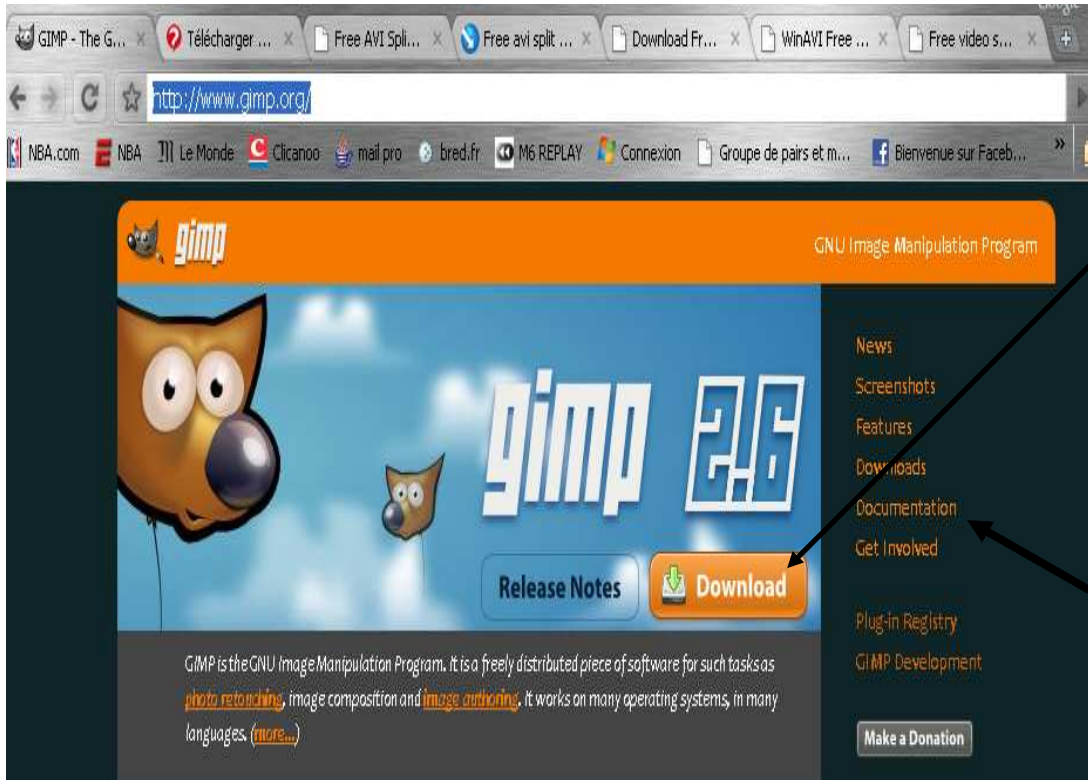 GIMP - The G...
Télécharger ...
Free AVI Spli...
Free avi split ...
Download Fr...
WinAVI Free ...
Free video s...
http://www.gimp.org/
NBA.com NBA Le Monde Clicanoo mail pro bred.fr M6 REPLAY Connexion Groupe de pairs et m... Bienvenue sur Faceb... »
gimp
GNU Image Manipulation Program
gimp 2.6
Release Notes
Download
News
Screenshots
Features
Downloads
Documentation
Get Involved
Plug-in Registry
GIMP Development
Make a Donation
GIMP is the GNU Image Manipulation Program. It is a freely distributed piece of software for such tasks as
photo retouching, image composition and image authoring. It works on many operating systems, in many
languages. (more...)